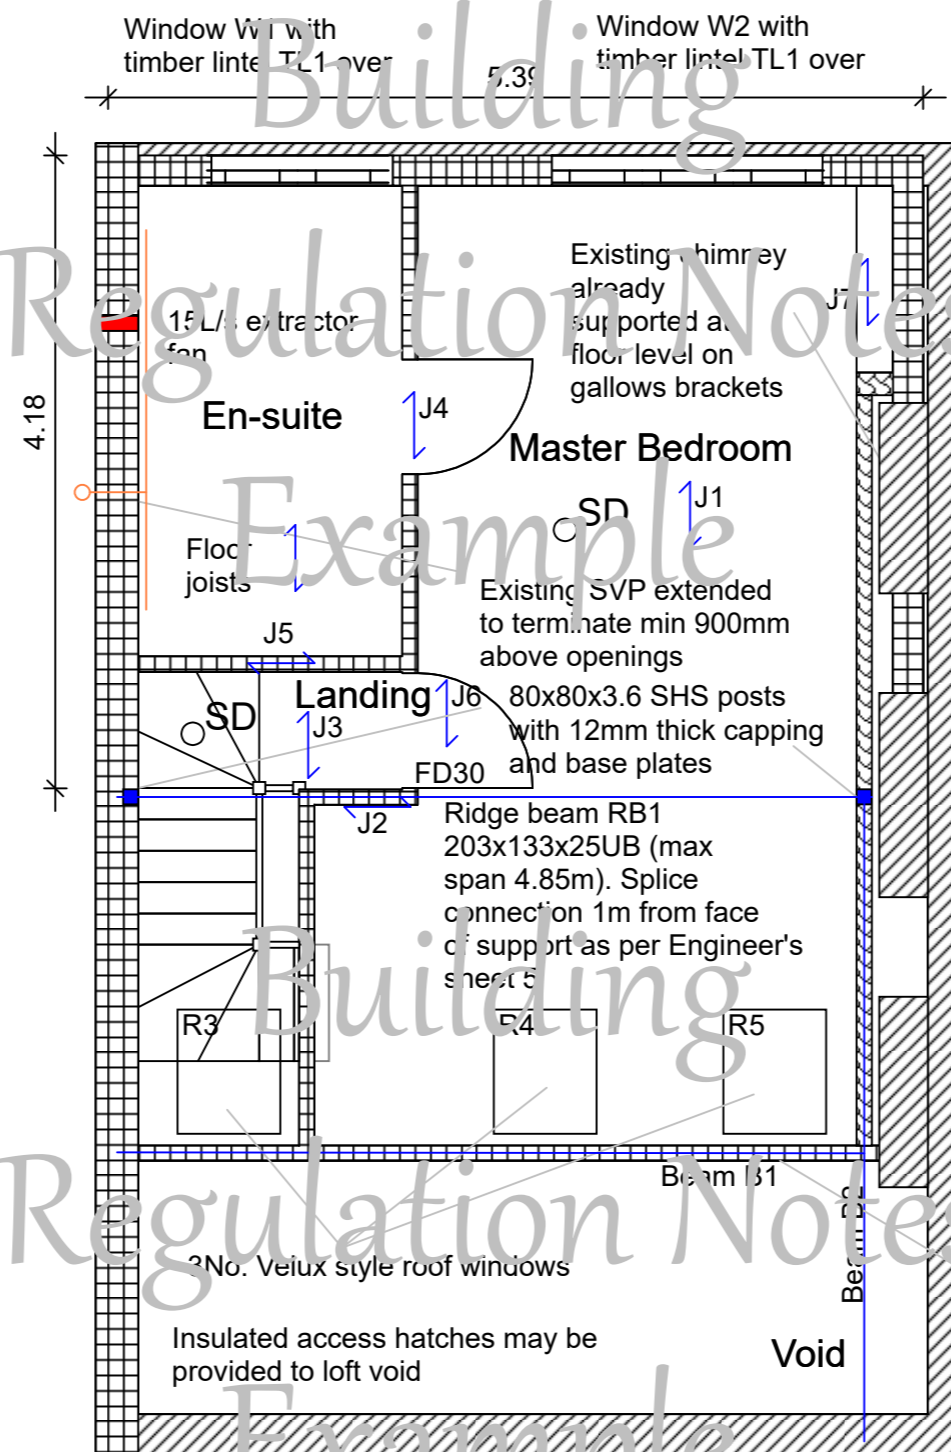 Window W1 with
timber lintel TL1 over
Window W2 with
timber lintel TL1 over
5.39
Building
Existing chimney
already
supported at
floor level on
gallows brackets
J7
Regulation Note
15L/s extractor
fan
4.18
En-suite
J4
Master Bedroom
J1
SD
Example
Floor
joists
Existing SVP extended
to terminate min 900mm
above openings
J5
Landing
J6
SD
J3
80x80x3.6 SHS posts
with 12mm thick capping
and base plates
FD30
J2
Ridge beam RB1
203x133x25UB (max
span 4.85m). Splice
connection 1m from face
of support as per Engineer's
sheet 5
Building
R3
R4
R5
Beam B1
Regulation Note
Beam B2
3No. Velux style roof windows
Insulated access hatches may be
provided to loft void
Void
Example